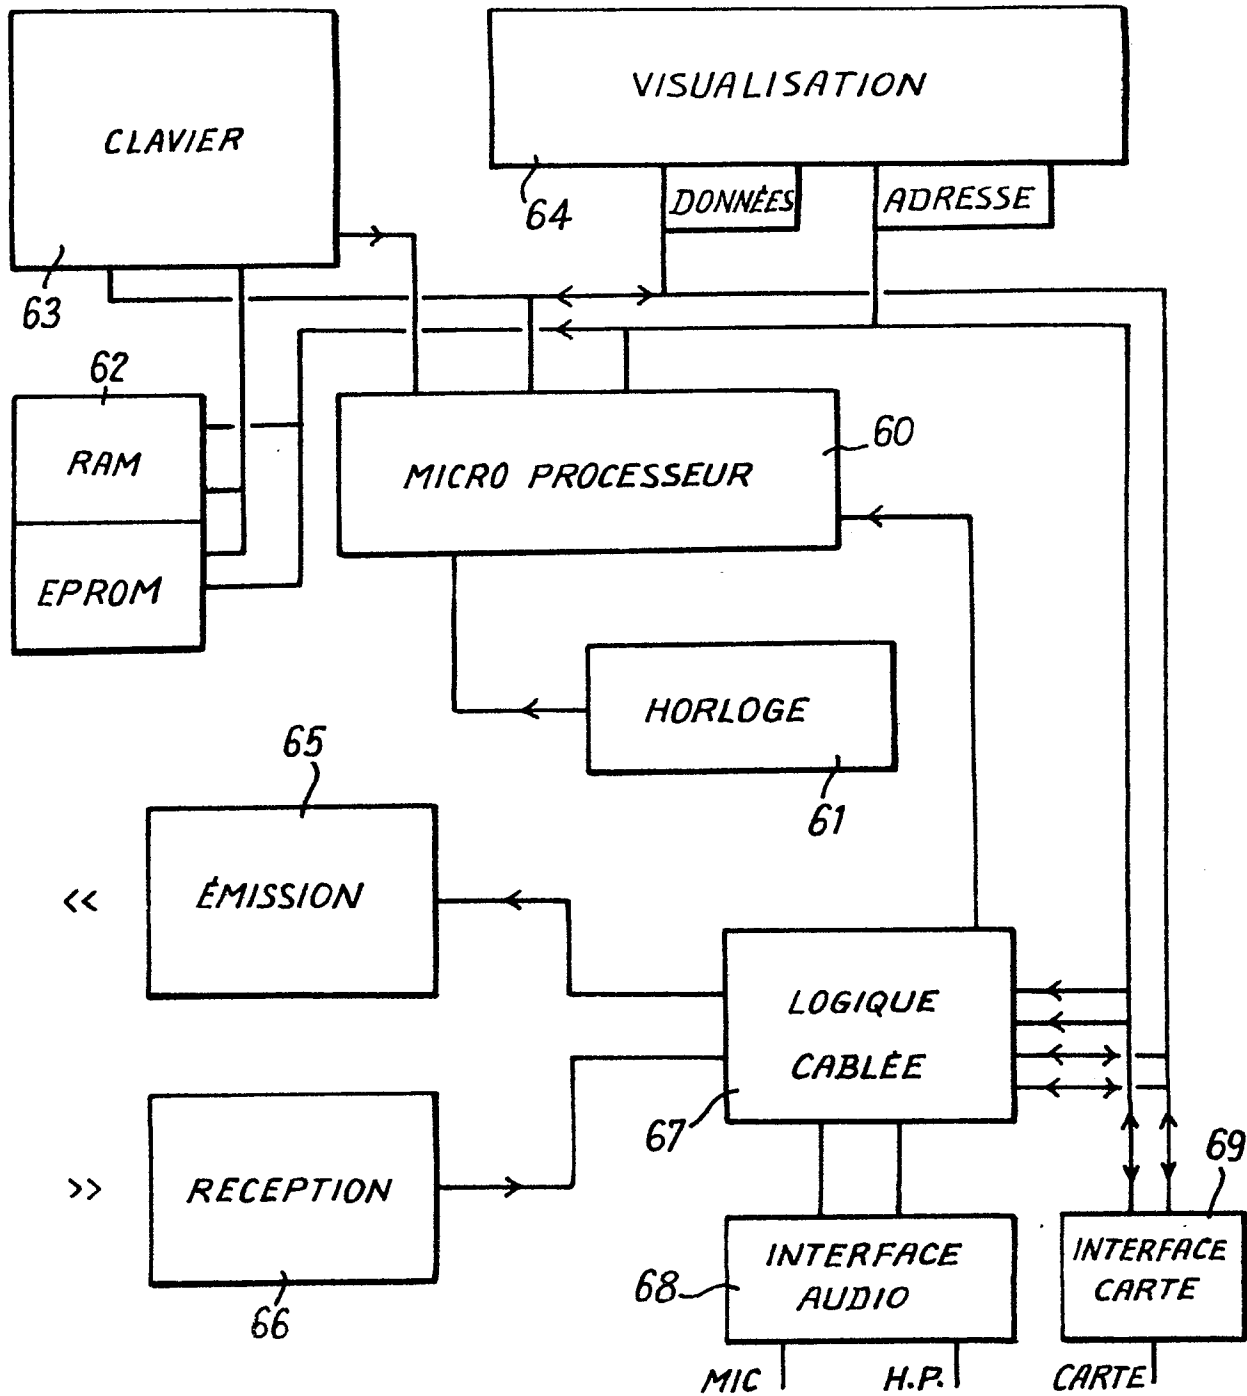 VISUALISATION
CLAVIER
DONNÉES
ADRESSE
64
63
62
60
RAM
MICRO PROCESSEUR
EPROM
HORLOGE
65
61
<<
ÉMISSION
LOGIQUE
CABLÉE
67
69
>>
RECEPTION
INTERFACE
AUDIO
INTERFACE
CARTE
68
66
MIC
H.P.
CARTE